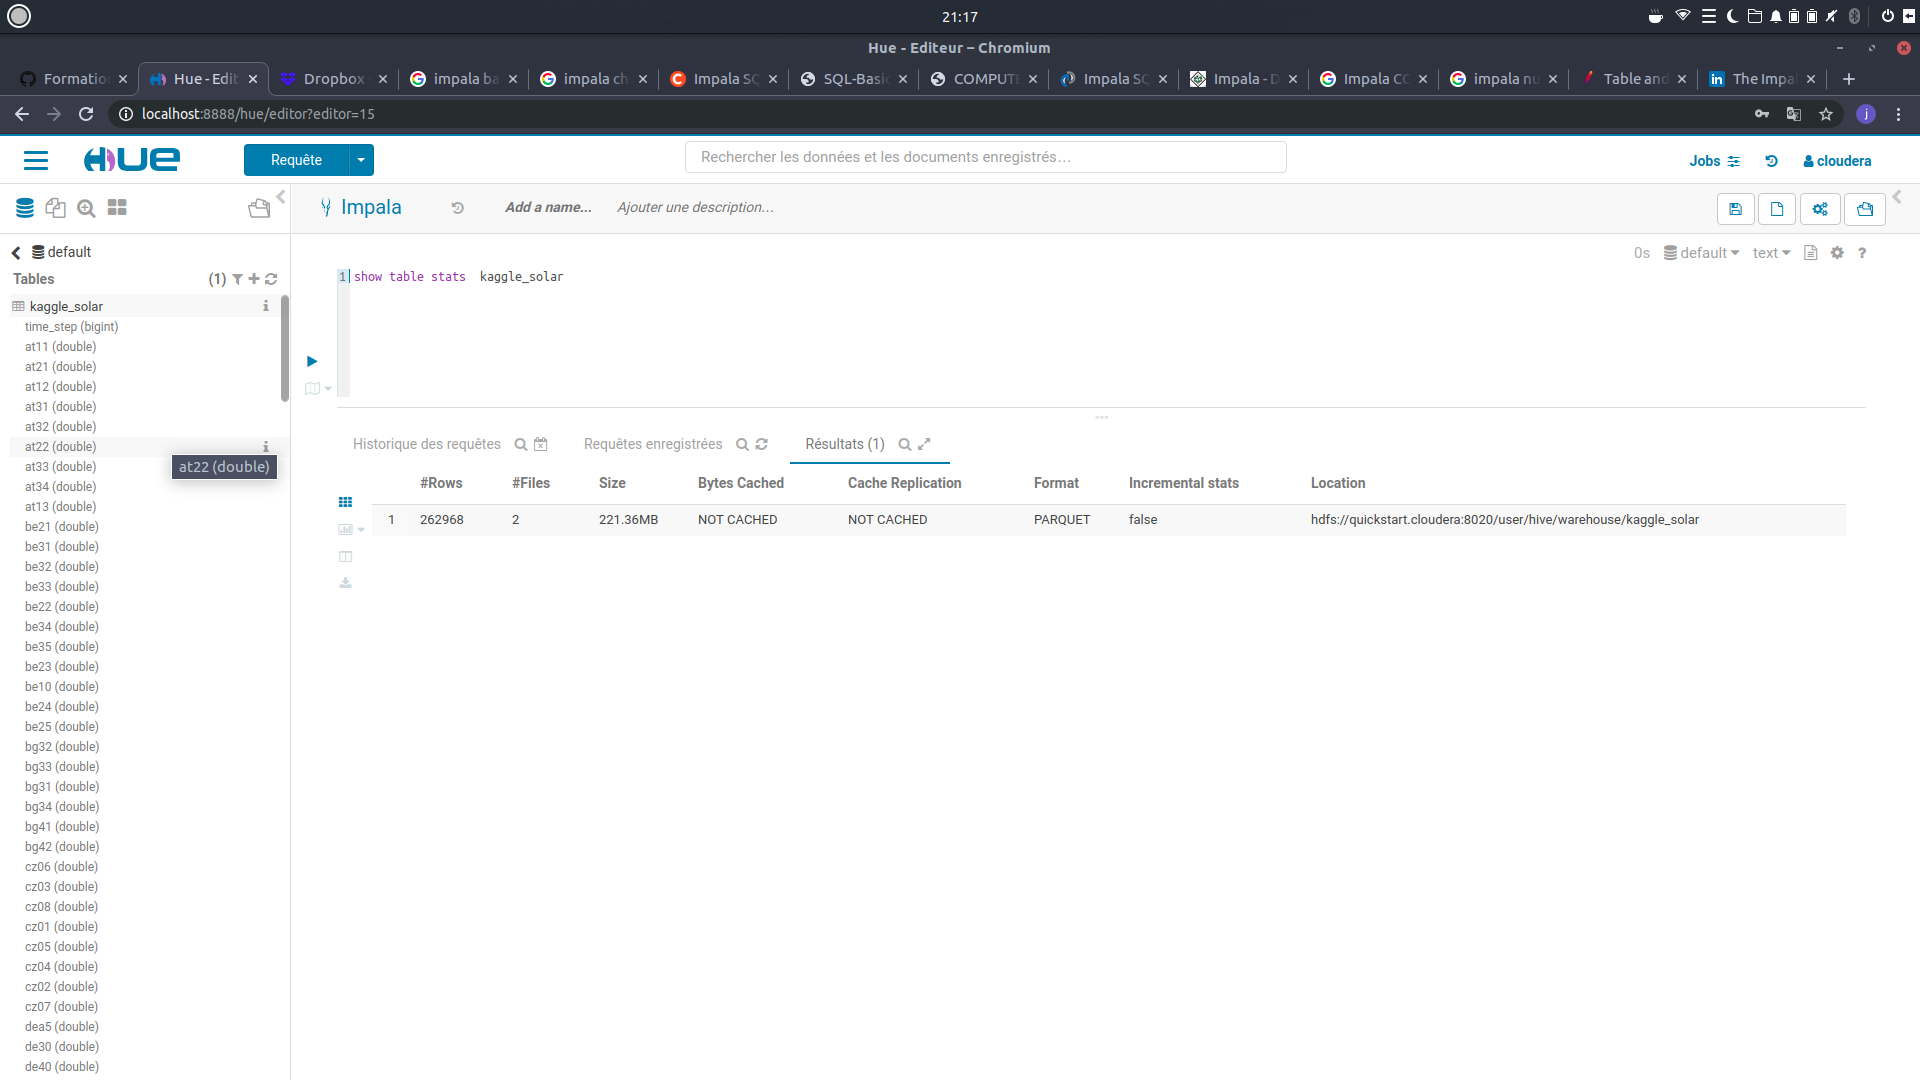 21:17
Hue - Editeur – Chromium
Formatio
Hue - Edit
Dropbox
impala ba
impala ch
Impala SQ
SQL-Basi
COMPUTE
Impala SQ
Impala - D
Impala CO
impala nu
Table and
The Impal
localhost:8888/hue/editor?editor=15
j
HUE
Requête
Rechercher les données et les documents enregistrés…
Jobs
cloudera
Impala
Add a name...
Ajouter une description…
default
0s
default
text
?
Tables
(1)
1
show table stats  kaggle_solar
kaggle_solar
time_step (bigint)
at11 (double)
at21 (double)
at12 (double)
at31 (double)
at32 (double)
at22 (double)
at22 (double)
at33 (double)
at34 (double)
at13 (double)
be21 (double)
be31 (double)
be32 (double)
be33 (double)
be22 (double)
be34 (double)
be35 (double)
be23 (double)
be10 (double)
be24 (double)
be25 (double)
bg32 (double)
bg33 (double)
bg31 (double)
bg34 (double)
bg41 (double)
bg42 (double)
cz06 (double)
cz03 (double)
cz08 (double)
cz01 (double)
cz05 (double)
cz04 (double)
cz02 (double)
cz07 (double)
dea5 (double)
de30 (double)
de40 (double)
Historique des requêtes
Requêtes enregistrées
Résultats (1)
#Rows #Files Size Bytes Cached Cache Replication Format Incremental stats Location
1 262968 2 221.36MB NOT CACHED NOT CACHED PARQUET false hdfs://quickstart.cloudera:8020/user/hive/warehouse/kaggle_solar